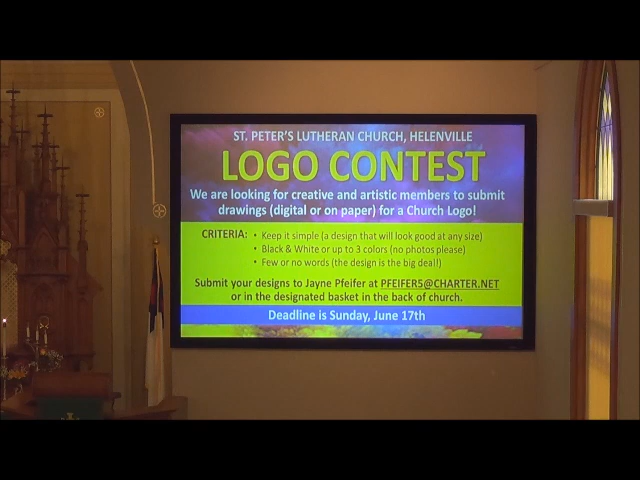 ST. PETER'S LUTHERAN CHURCH, HELENVILLE
LOGO CONTEST
We are looking for creative and artistic members to submit
drawings (digital or on paper) for a Church Logo!
CRITERIA: • Keep it simple (a design that will look good at any size)
• Black & White or up to 3 colors (no photos please)
• Few or no words (the design is the big deal!)
Submit your designs to Jayne Pfeifer at PFEIFER5@CHARTER.NET
or in the designated basket in the back of church.
Deadline is Sunday, June 17th